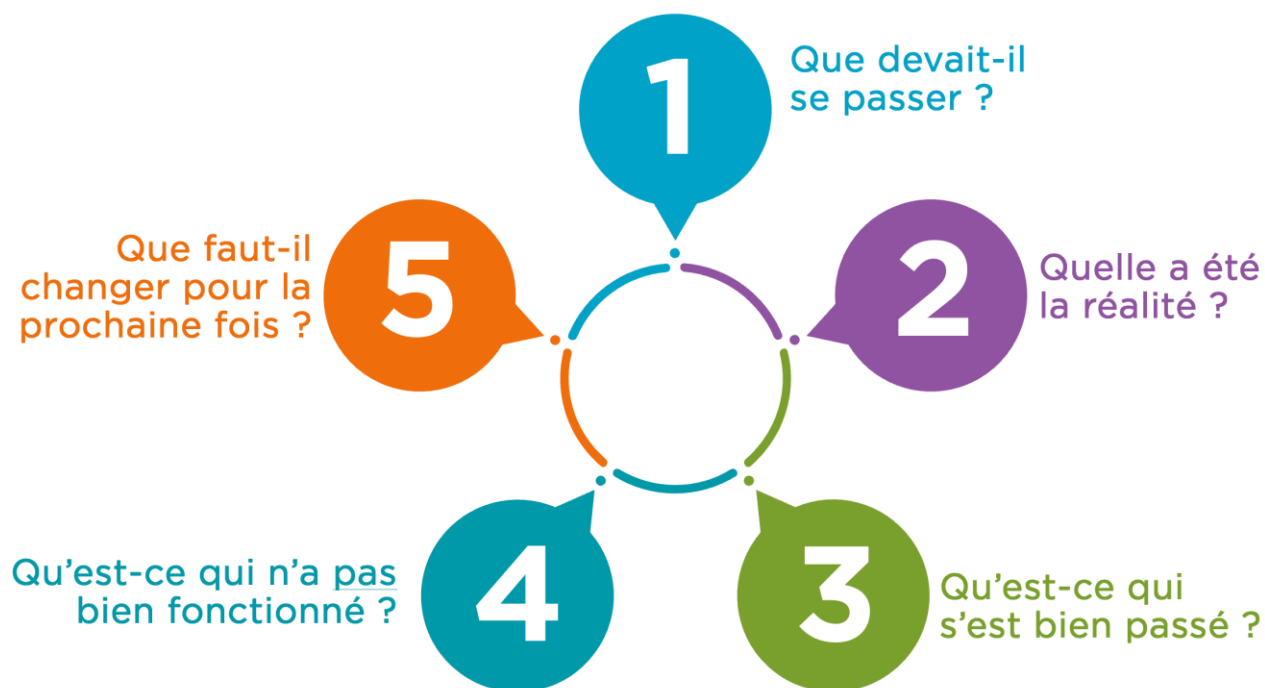 1
Que devait-il
se passer ?
2
Quelle a été
la réalité ?
3
Qu’est-ce qui
s’est bien passé ?
4
Qu’est-ce qui n’a pas
bien fonctionné ?
5
Que faut-il
changer pour la
prochaine fois ?